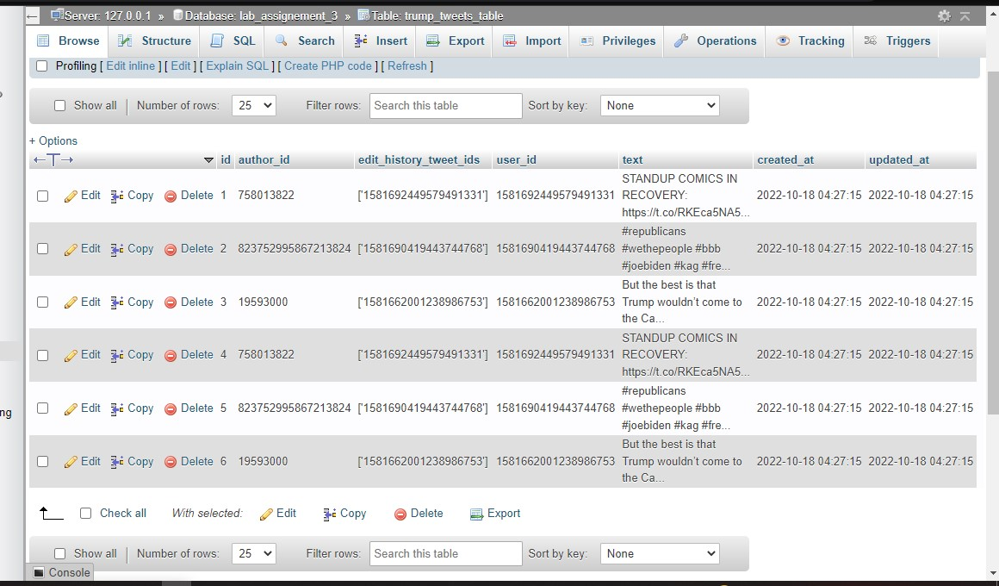 Server: 127.0.0.1 » Database: lab_assignement_3 » Table: trump_tweets_table
Browse Structure SQL Search Insert Export Import Privileges Operations Tracking Triggers
Profiling [ Edit inline ] [ Edit ] [ Explain SQL ] [ Create PHP code ] [ Refresh ]
Show all Number of rows: 25 Filter rows: Search this table Sort by key: None
+ Options
←T→ id author_id edit_history_tweet_ids user_id text created_at updated_at
Edit Copy Delete 1 758013822 ['1581692449579491331'] 1581692449579491331 STANDUP COMICS IN
RECOVERY:
https://t.co/RKEca5NA5... 2022-10-18 04:27:15 2022-10-18 04:27:15
Edit Copy Delete 2 823752995867213824 ['1581690419443744768'] 1581690419443744768 #republicans
#wethepeople #bbb
#joebiden #kag #fre... 2022-10-18 04:27:15 2022-10-18 04:27:15
Edit Copy Delete 3 19593000 ['1581662001238986753'] 1581662001238986753 But the best is that
Trump wouldn't come to
the Ca... 2022-10-18 04:27:15 2022-10-18 04:27:15
Edit Copy Delete 4 758013822 ['1581692449579491331'] 1581692449579491331 STANDUP COMICS IN
RECOVERY:
https://t.co/RKEca5NA5... 2022-10-18 04:27:15 2022-10-18 04:27:15
Edit Copy Delete 5 823752995867213824 ['1581690419443744768'] 1581690419443744768 #republicans
#wethepeople #bbb
#joebiden #kag #fre... 2022-10-18 04:27:15 2022-10-18 04:27:15
ng
Edit Copy Delete 6 19593000 ['1581662001238986753'] 1581662001238986753 But the best is that
Trump wouldn't come to
the Ca... 2022-10-18 04:27:15 2022-10-18 04:27:15
Check all With selected: Edit Copy Delete Export
Show all Number of rows: 25 Filter rows: Search this table Sort by key: None
Console